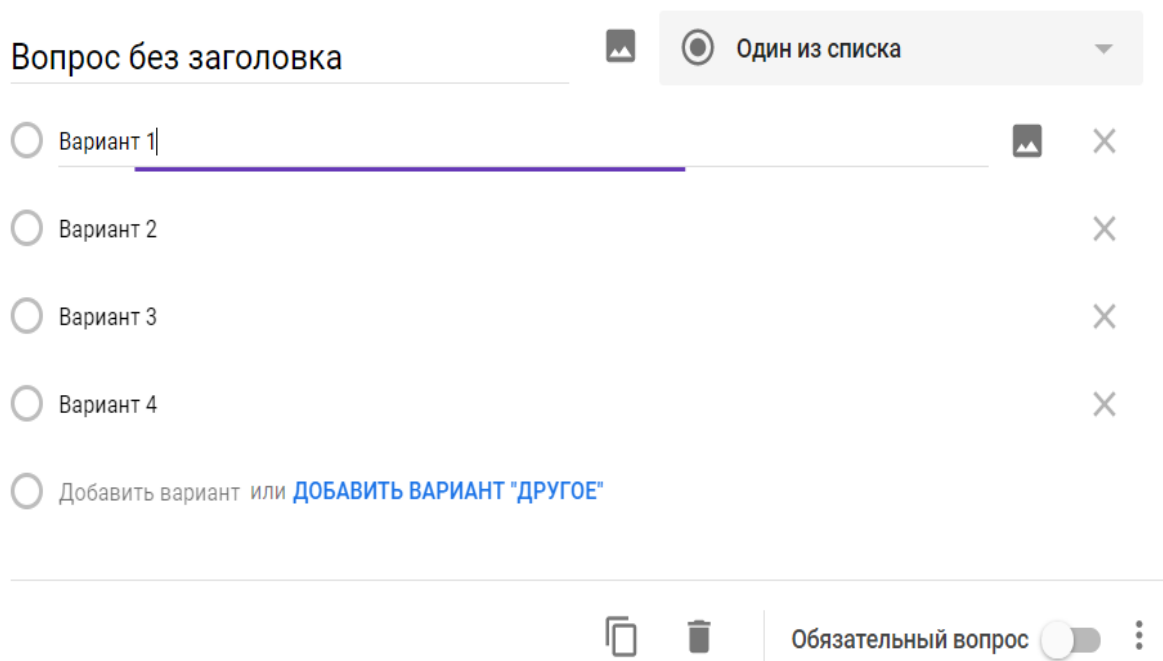 Вопрос без заголовка
Один из списка
Вариант 1
Вариант 2
Вариант 3
Вариант 4
Добавить вариант или ДОБАВИТЬ ВАРИАНТ "ДРУГОЕ"
Обязательный вопрос